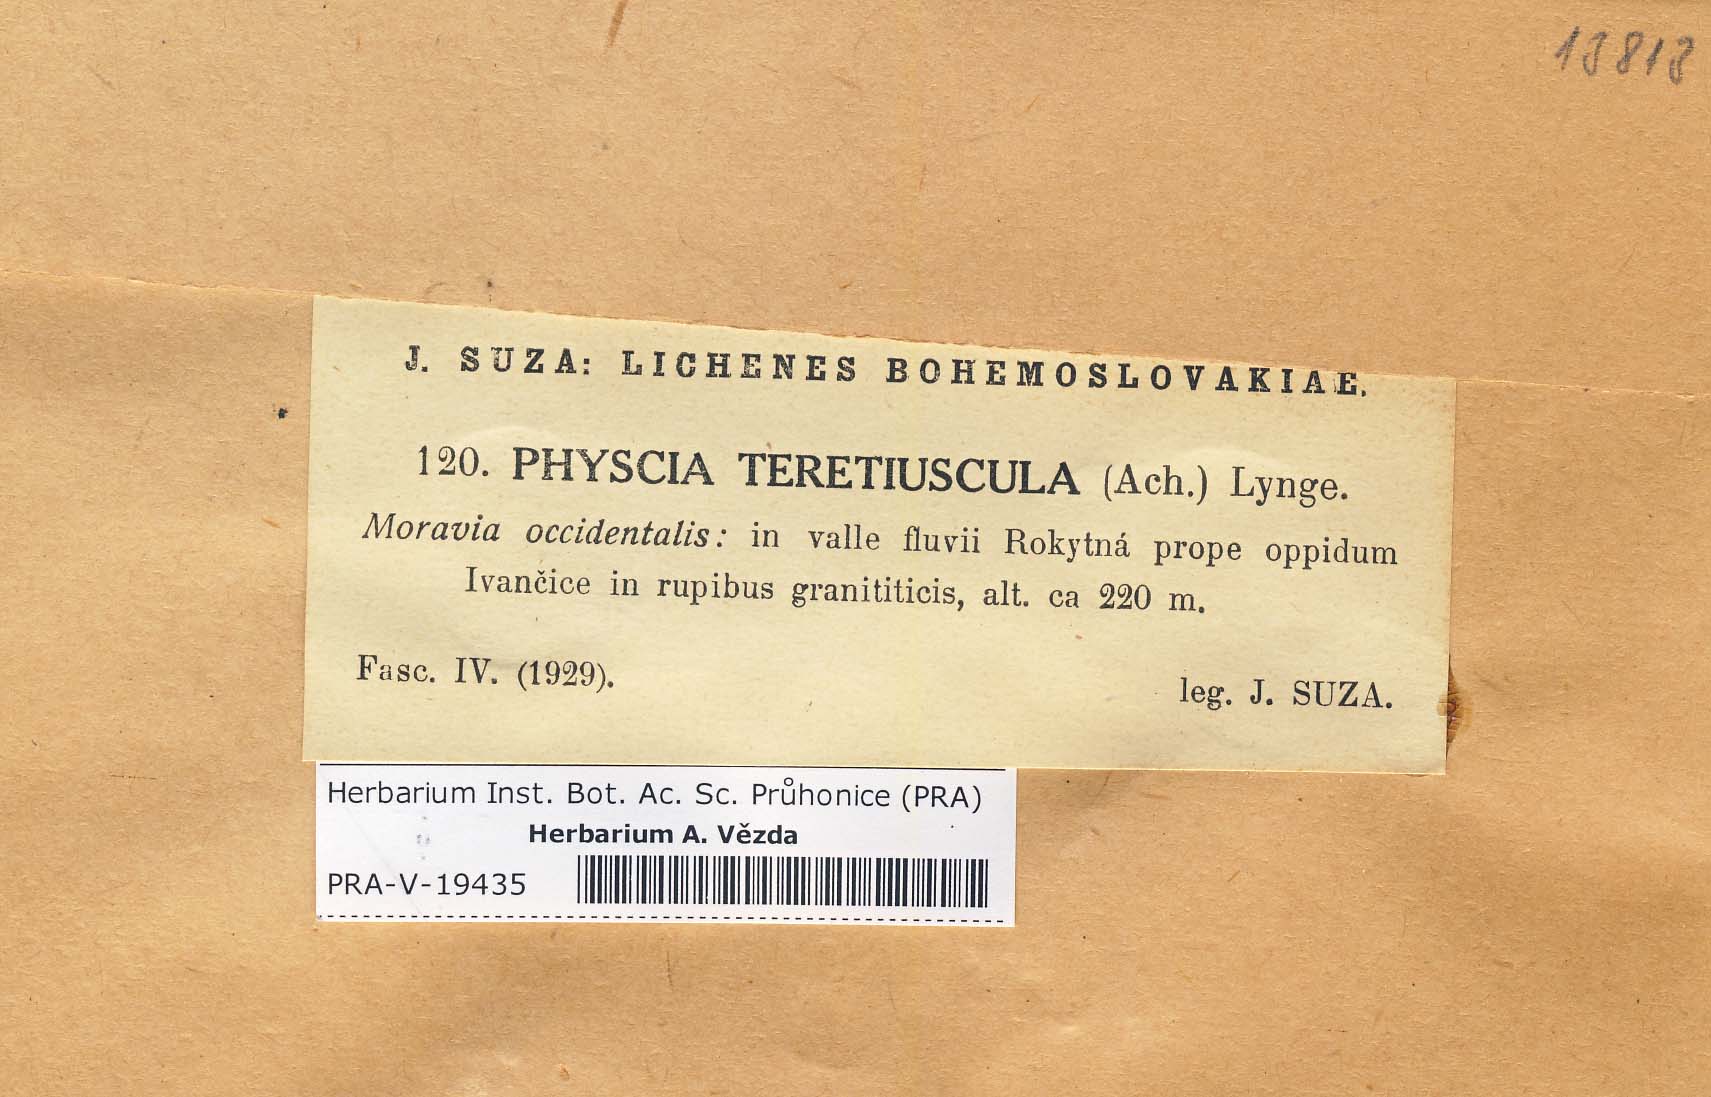 13813
J. SUZA: LICHENES BOHEMOSLOVAKIAE.
120. PHYSCIA TERETIUSCULA (Ach.) Lynge.
Moravia occidentalis: in valle fluvii Rokytná prope oppidum
Ivančice in rupibus granititicis, alt. ca 220 m.
Fasc. IV. (1929).
leg. J. SUZA.
Herbarium Inst. Bot. Ac. Sc. Průhonice (PRA)
Herbarium A. Vězda
PRA-V-19435